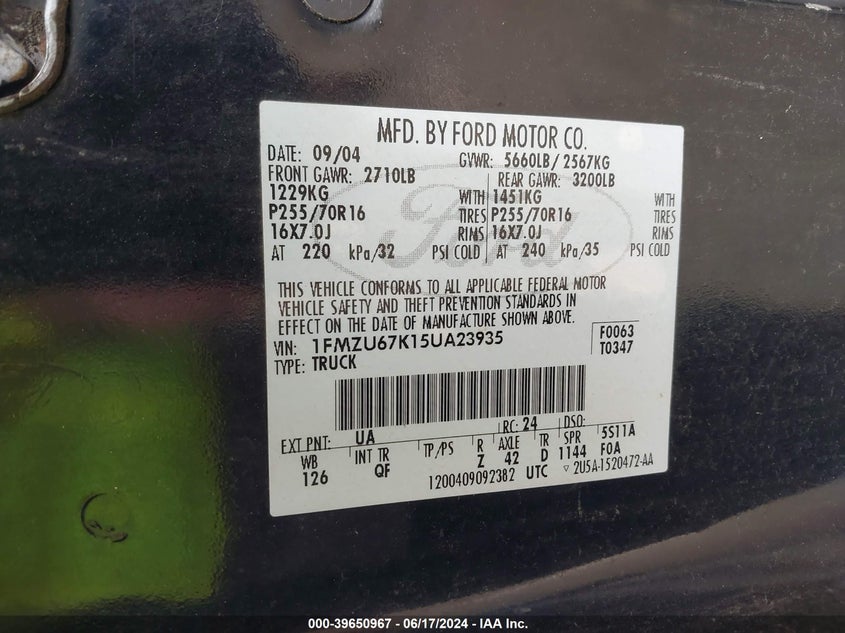 MFD. BY FORD MOTOR CO.
DATE: 09/04 GVWR: 5660LB/ 2567KG
FRONT GAWR: 2710LB REAR GAWR: 3200LB
1229KG WITH 1451KG WITH
P255/70R16 TIRES P255/70R16 TIRES
16X7.0J RIMS 16X7.0J RIMS
AT 220 kPa/32 PSI COLD AT 240 kPa/35 PSI COLD
Ford
THIS VEHICLE CONFORMS TO ALL APPLICABLE FEDERAL MOTOR
VEHICLE SAFETY AND THEFT PREVENTION STANDARDS IN
EFFECT ON THE DATE OF MANUFACTURE SHOWN ABOVE.
VIN: 1FMZU67K15UA23935 F0063
TYPE: TRUCK T0347
EXT PNT: UA RC: 24 DSO:
WB INT TR TP/PS R AXLE TR SPR 5S11A
126 QF Z 42 D 1144 F0A
1200409092382 UTC ▽ 2U5A-1520472-AA
000-39650967 - 06/17/2024 - IAA Inc.